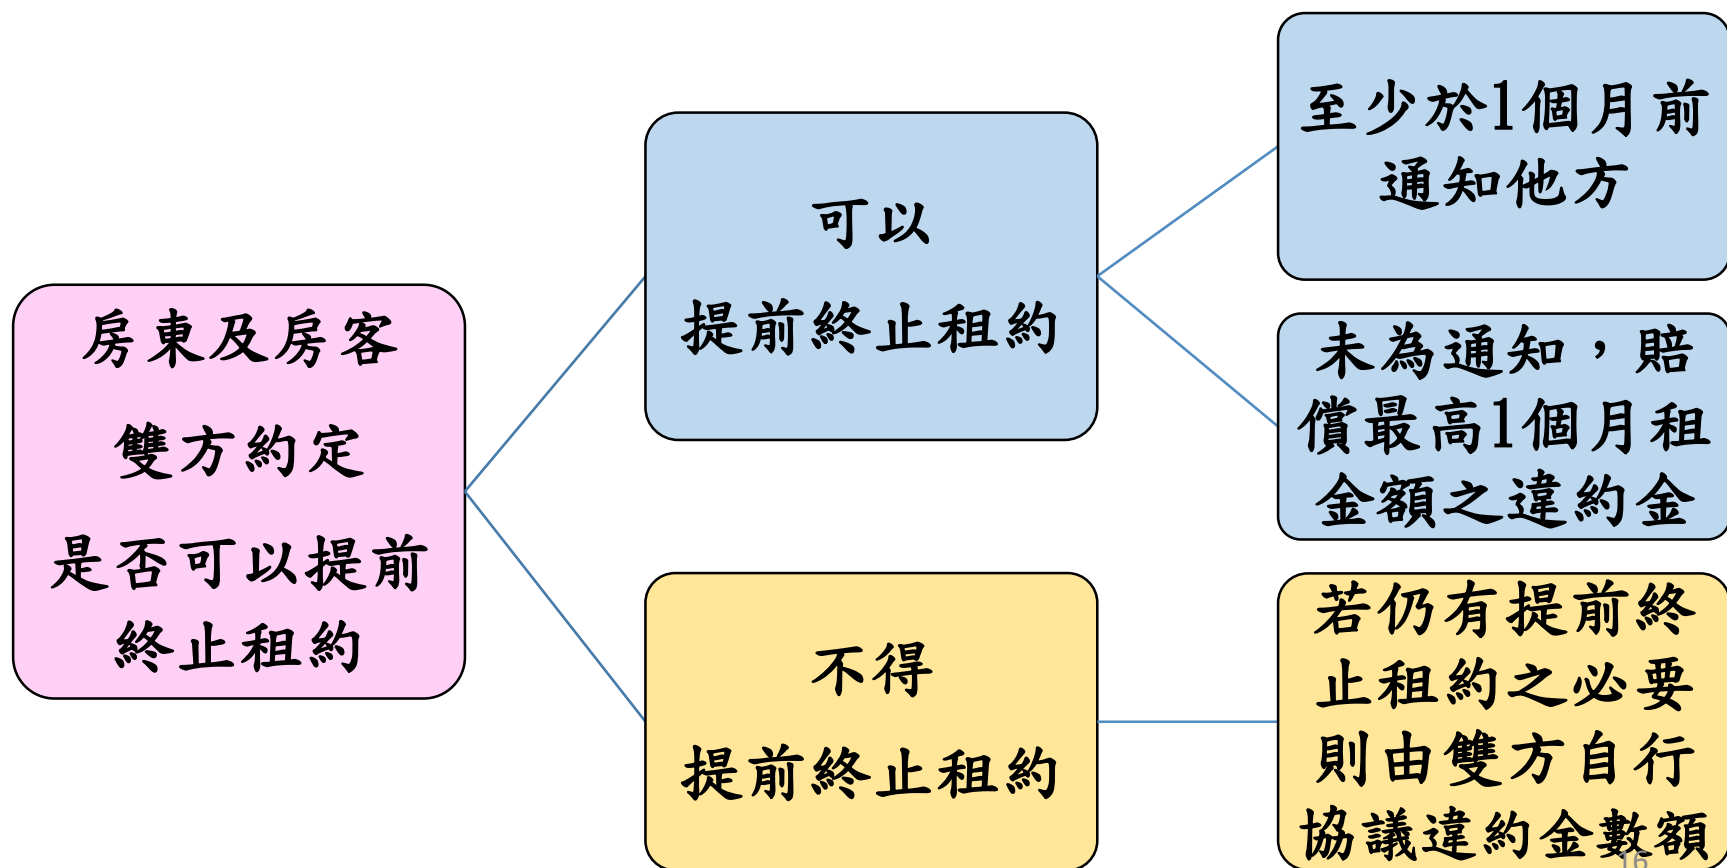 房東及房客
雙方約定
是否可以提前
終止租約
可以
提前終止租約
至少於1個月前
通知他方
未為通知，賠
償最高1個月租
金額之違約金
不得
提前終止租約
若仍有提前終
止租約之必要
則由雙方自行
協議違約金數額
16